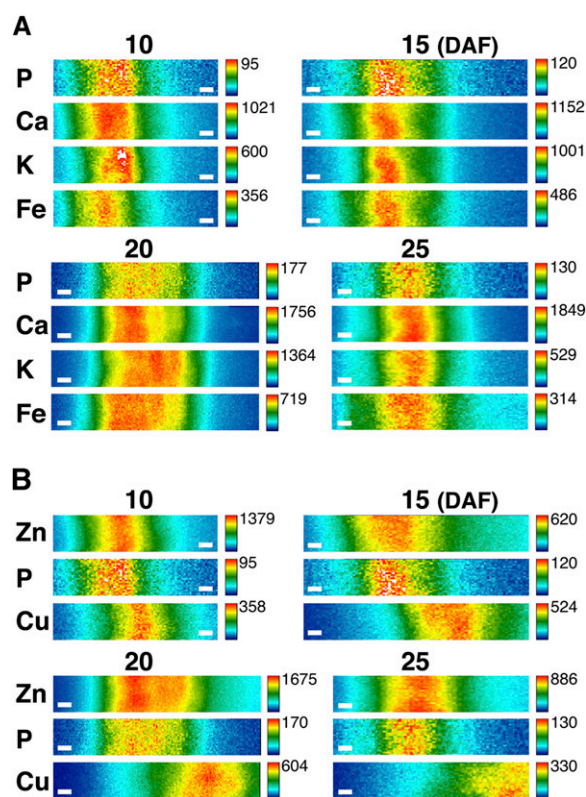 A
10 15 (DAF)
P 95 120
Ca 1021 1152
K 600 1001
Fe 356 486
20 25
P 177 130
Ca 1756 1849
K 1364 529
Fe 719 314
B
10 15 (DAF)
Zn 1379 620
P 95 120
Cu 358 524
20 25
Zn 1675 886
P 170 130
Cu 604 330